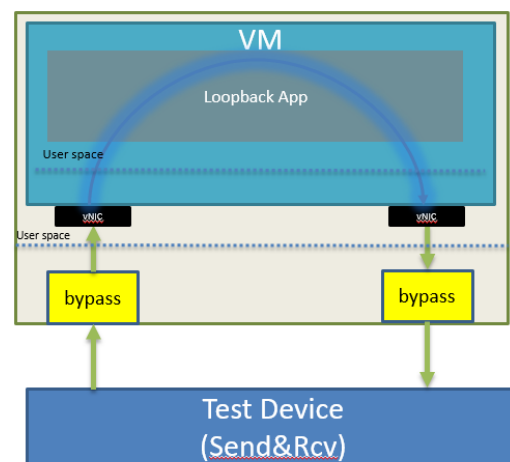 VM
Loopback App
User space
vNIC
vNIC
User space
bypass
bypass
Test Device
(Send&Rcv)